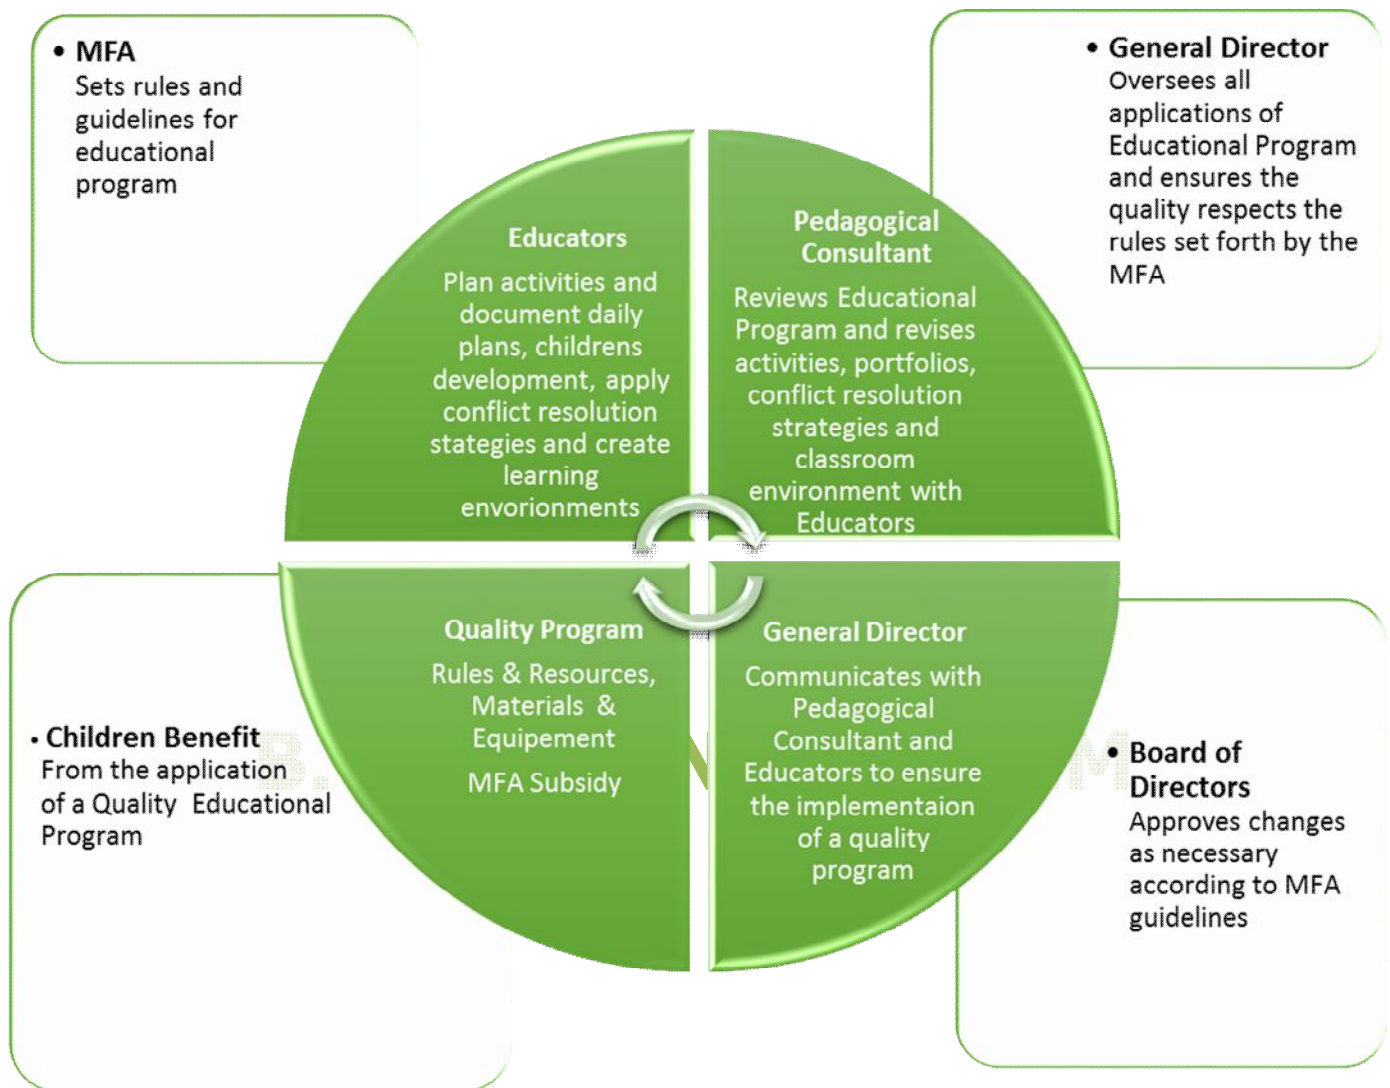 • MFA
Sets rules and
guidelines for
educational
program
• General Director
Oversees all
applications of
Educational Program
and ensures the
quality respects the
rules set forth by the
MFA
Educators
Plan activities and
document daily
plans, childrens
development, apply
conflict resolution
stategies and create
learning
envorionments
Pedagogical
Consultant
Reviews Educational
Program and revises
activities, portfolios,
conflict resolution
strategies and
classroom
environment with
Educators
Quality Program
Rules & Resources,
Materials &
Equipement
MFA Subsidy
General Director
Communicates with
Pedagogical
Consultant and
Educators to ensure
the implementaion
of a quality
program
• Children Benefit
From the application
of a Quality Educational
Program
• Board of
Directors
Approves changes
as necessary
according to MFA
guidelines